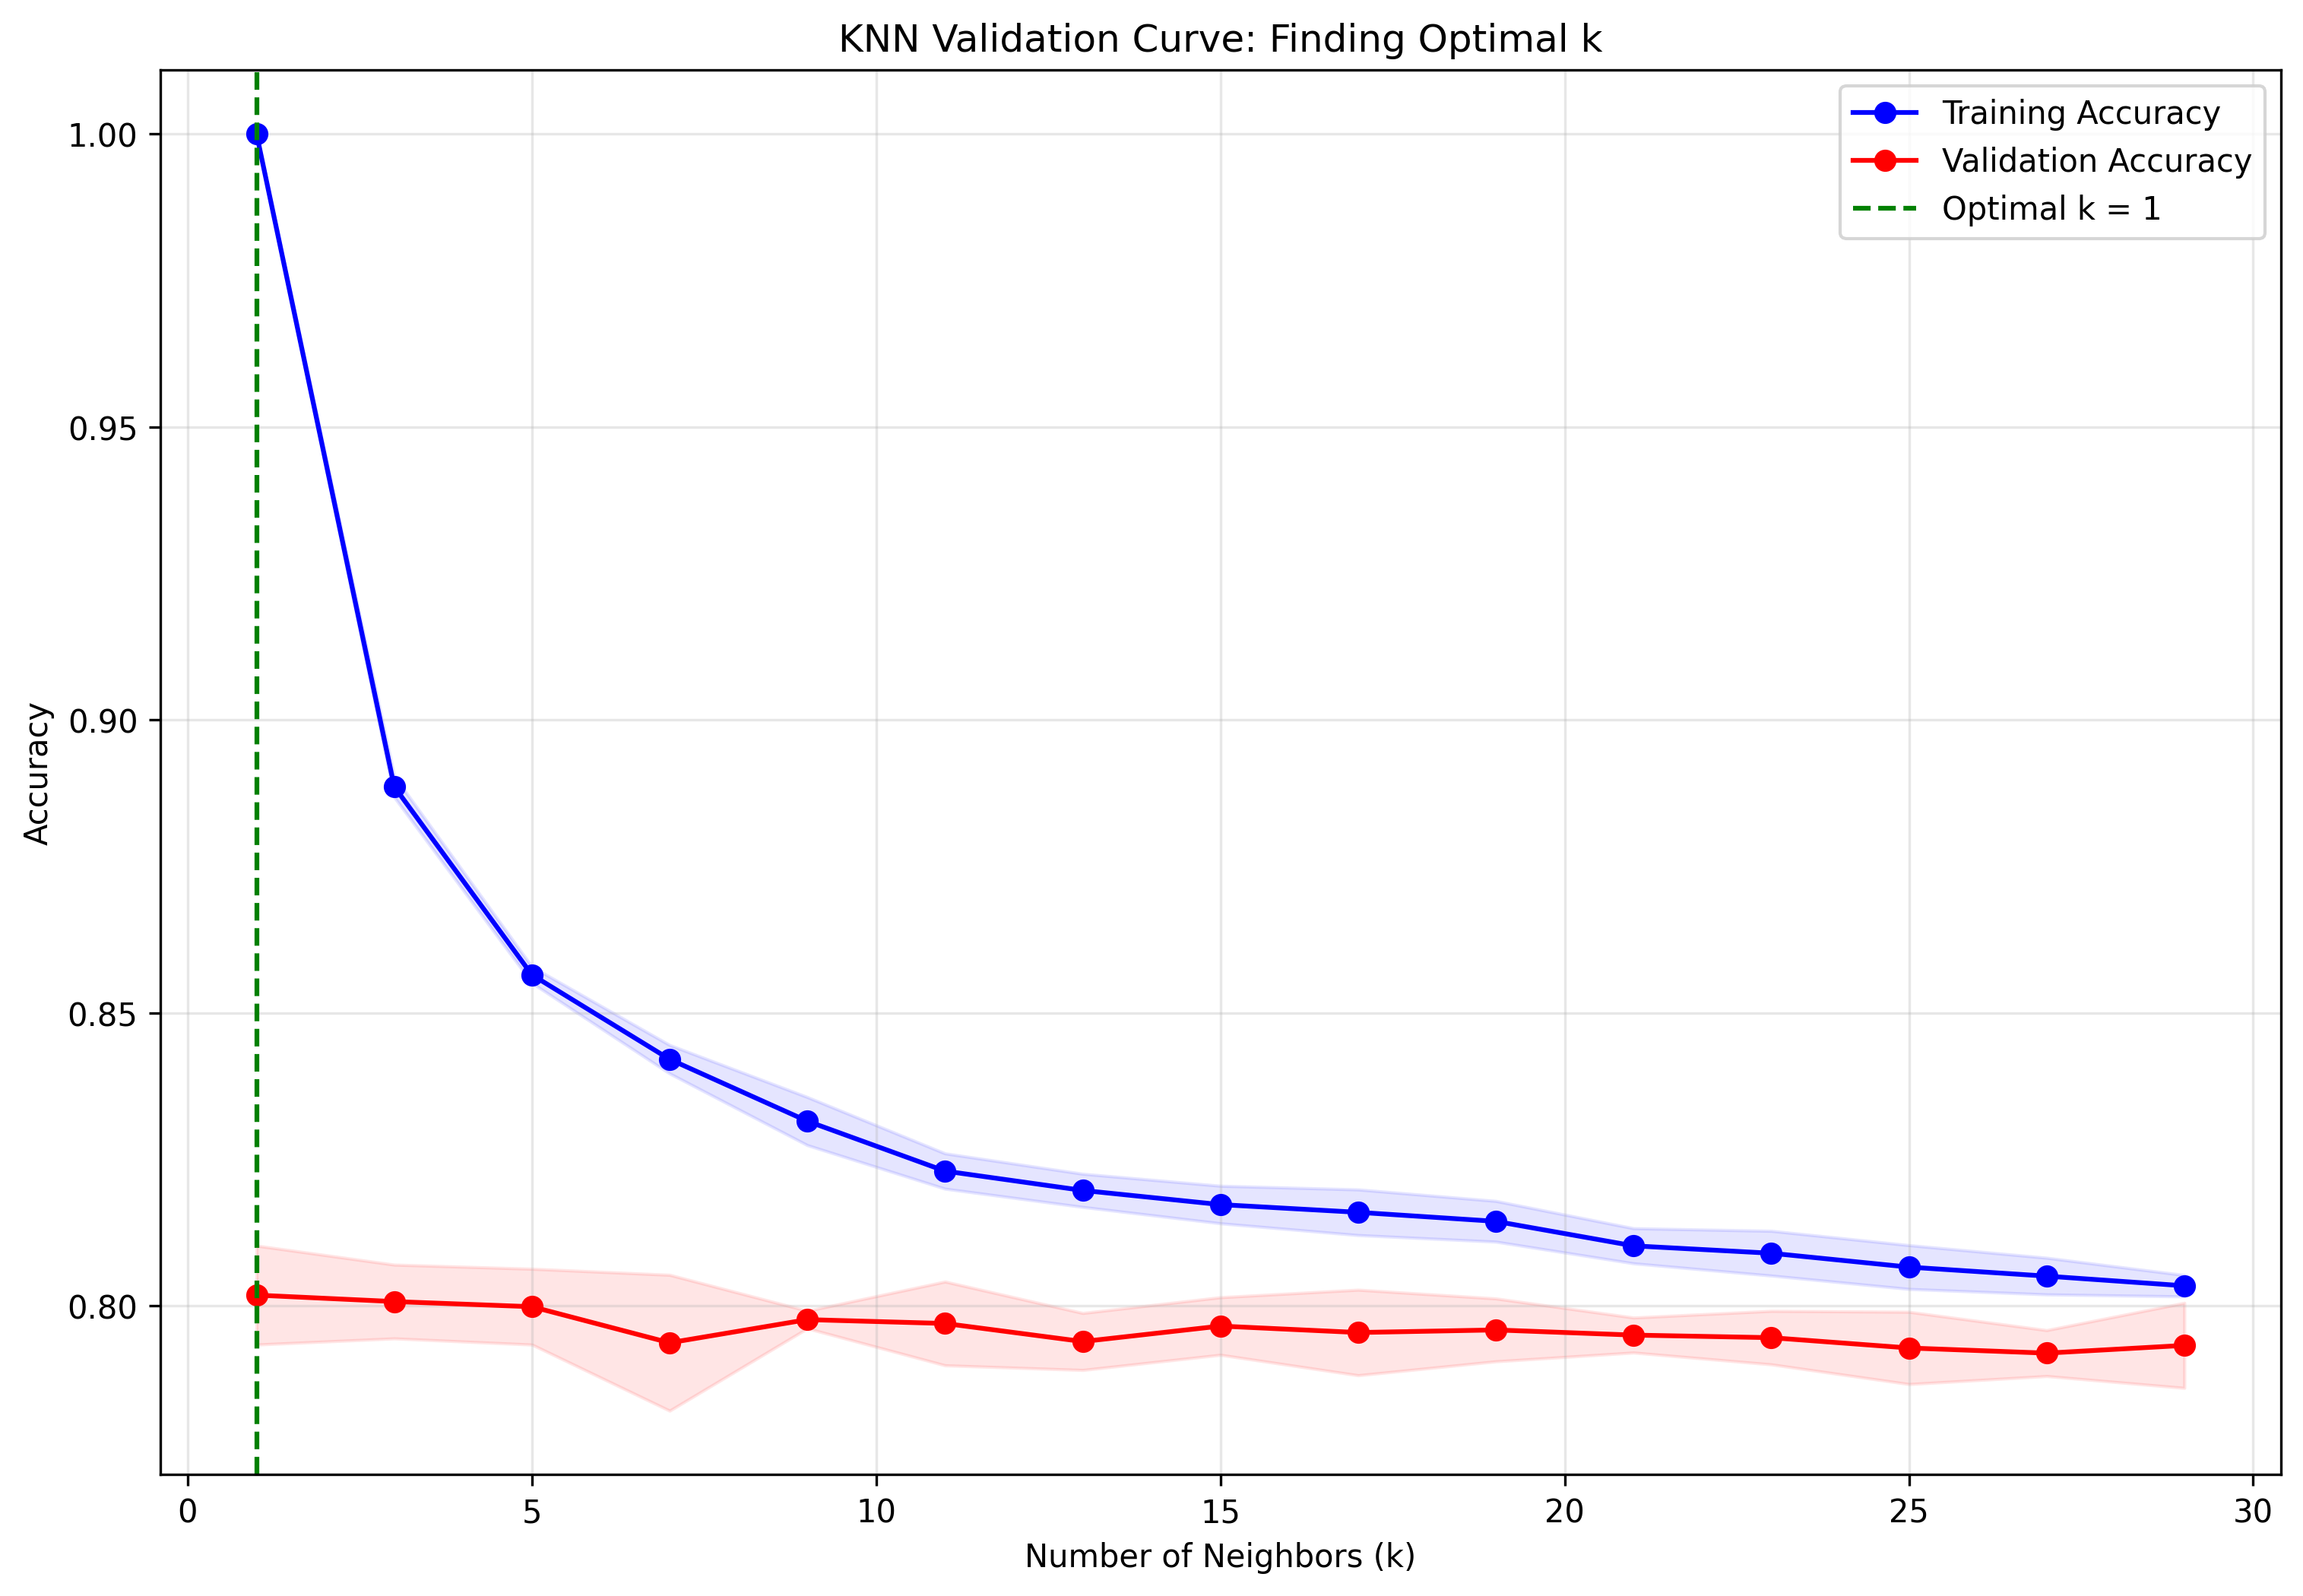 KNN Validation Curve: Finding Optimal k
Training Accuracy
Validation Accuracy
Optimal k = 1
1.00
0.95
0.90
0.85
0.80
Accuracy
0 5 10 15 20 25 30
Number of Neighbors (k)